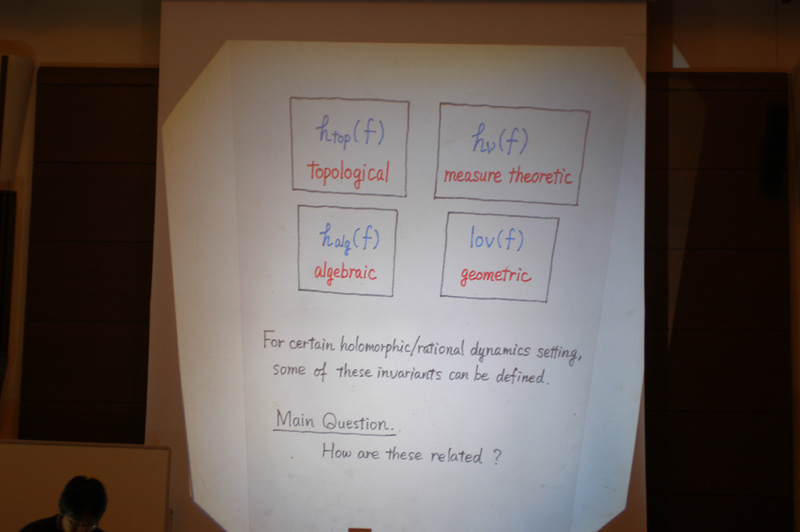 htop(f)
topological
hν(f)
measure theoretic
halg(f)
algebraic
lov(f)
geometric
For certain holomorphic/rational dynamics setting,
some of these invariants can be defined.
Main Question.
How are these related ?